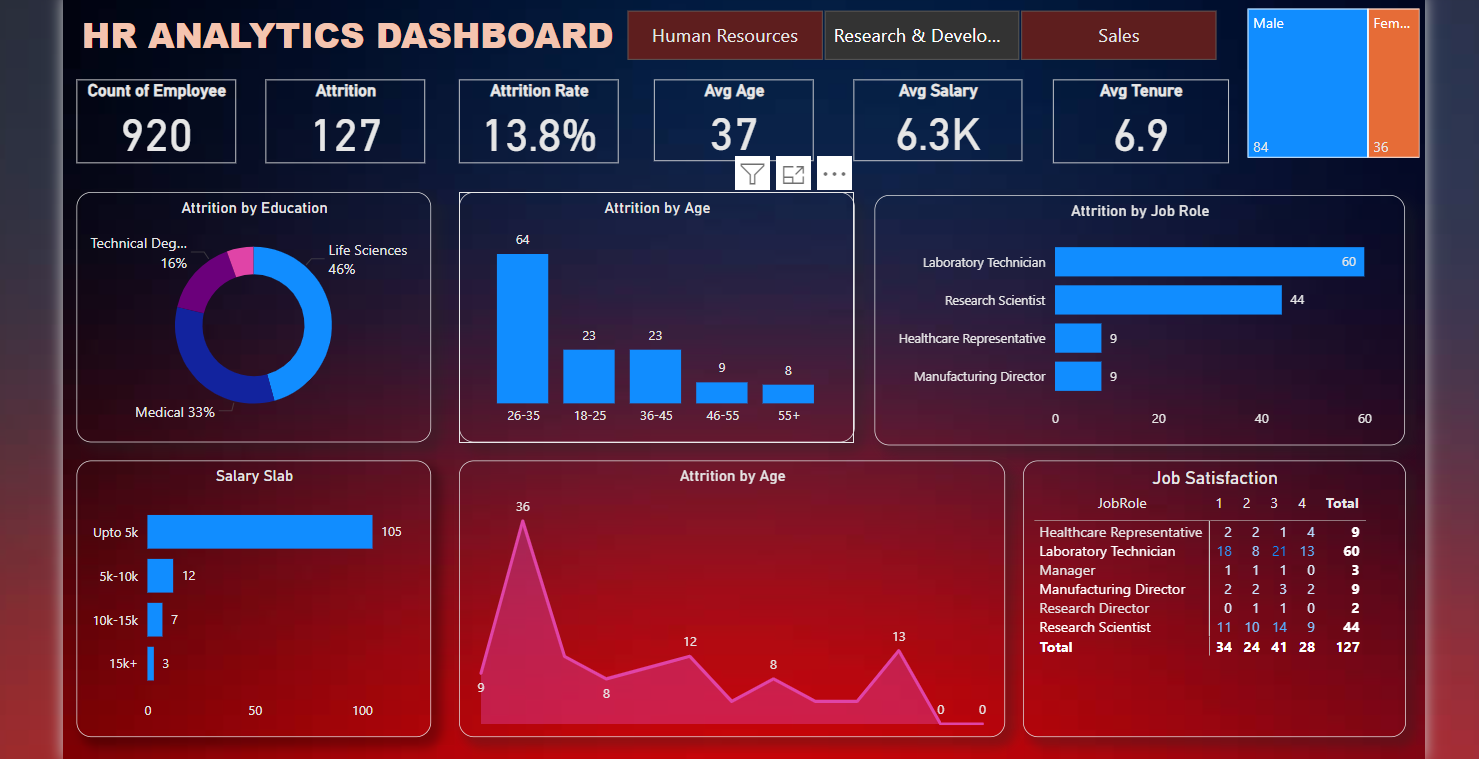 HR ANALYTICS DASHBOARD
Human Resources
Research & Develo...
Sales
Male
Fem...
84
36
Count of Employee
920
Attrition
127
Attrition Rate
13.8%
Avg Age
37
Avg Salary
6.3K
Avg Tenure
6.9
Attrition by Education
Technical Deg...
16%
Life Sciences
46%
Medical 33%
Attrition by Age
64
23
23
9
8
26-35 18-25 36-45 46-55 55+
Attrition by Job Role
Laboratory Technician 60
Research Scientist 44
Healthcare Representative 9
Manufacturing Director 9
0 20 40 60
Salary Slab
Upto 5k 105
5k-10k 12
10k-15k 7
15k+ 3
0 50 100
Attrition by Age
36
9
8
12
8
13
0
0
Job Satisfaction
JobRole 1 2 3 4 Total
Healthcare Representative 2 2 1 4 9
Laboratory Technician 18 8 21 13 60
Manager 1 1 1 0 3
Manufacturing Director 2 2 3 2 9
Research Director 0 1 1 0 2
Research Scientist 11 10 14 9 44
Total 34 24 41 28 127